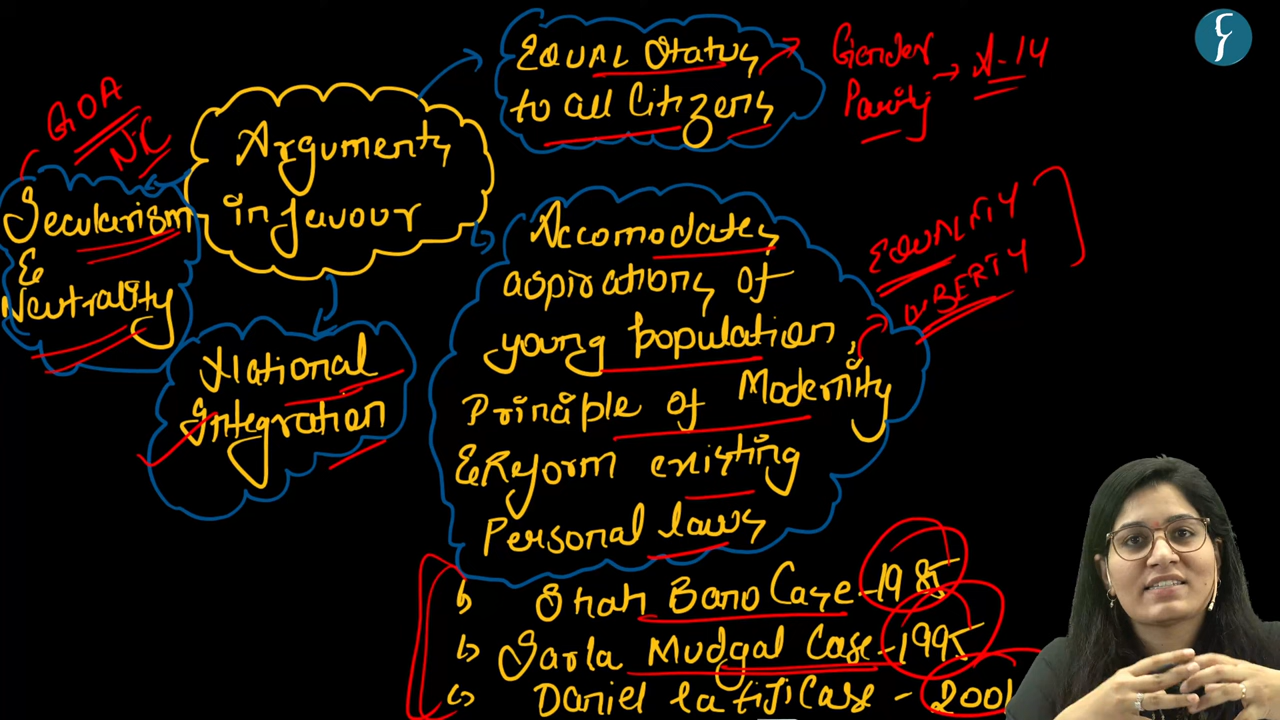 Arguments
in favour
Equal Status
to all Citizens
Gender
Parity → A-14
Accomodates
aspirations of
young population,
Principle of Modernity
& Reform existing
Personal laws
EQUALITY
LIBERTY
Shah Bano Case - 1985
Sarla Mudgal Case - 1995
Daniel Latifi Case - 2001
National
Integration
GOA
Secularism
&
Neutrality